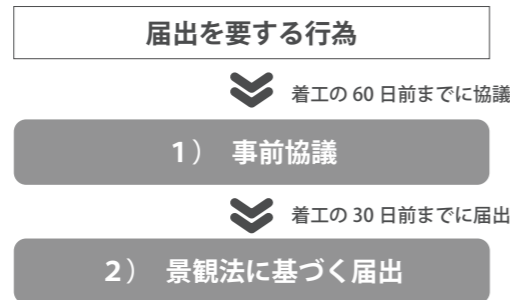 届出を要する行為
着工の 60 日前までに協議
1） 事前協議
着工の 30 日前までに届出
2） 景観法に基づく届出